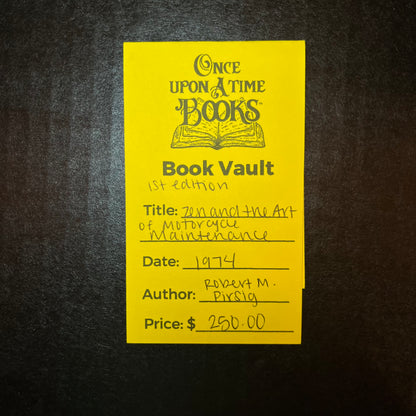 Once
UPON A TIME
BOOKS
Book Vault
1st edition
Title: Zen and the Art
of Motorcycle
Maintenance
Date: 1974
Robert M.
Author: Pirsig
Price: $ 250.00